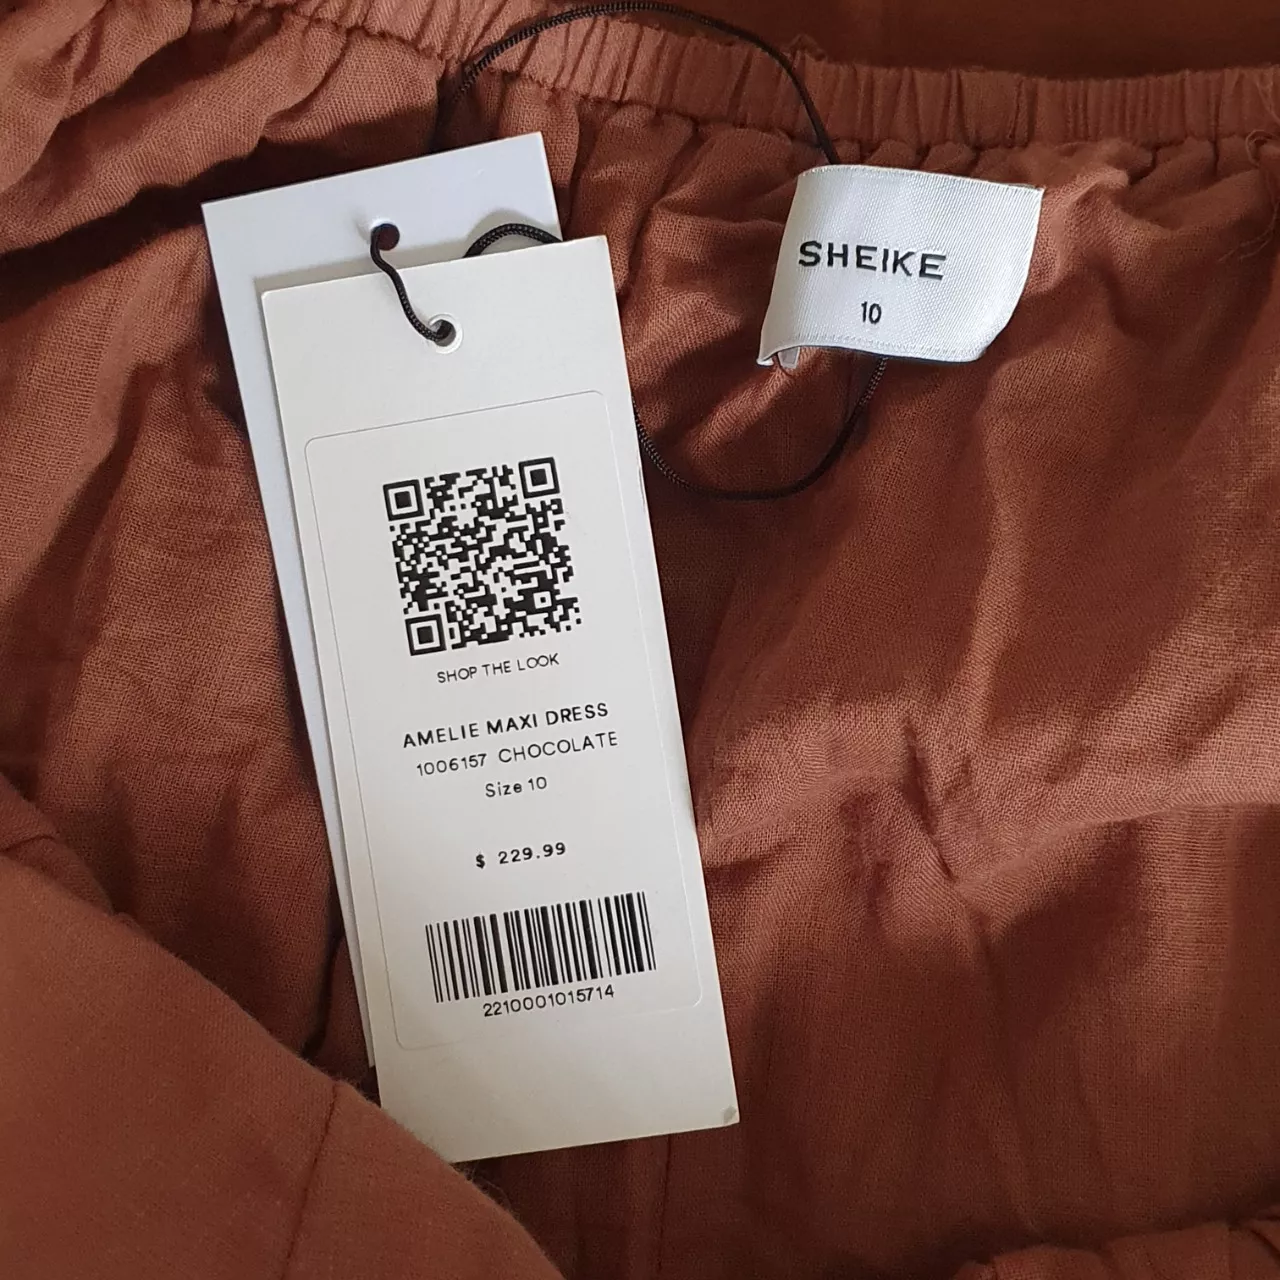 SHEIKE
10
SHOP THE LOOK
AMELIE MAXI DRESS
1006157 CHOCOLATE
Size 10
$ 229.99
2210001015714